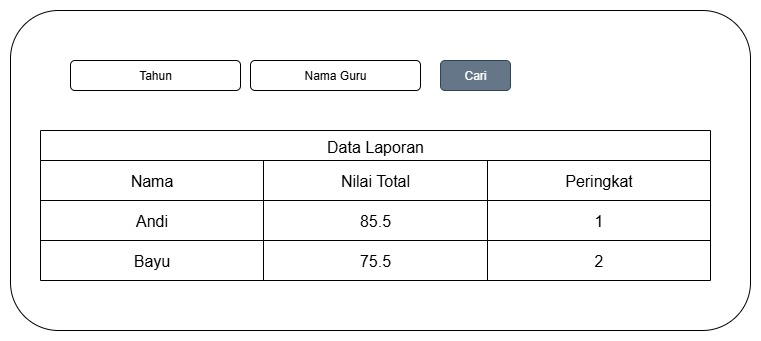 Tahun Nama Guru Cari
Data Laporan
Nama Nilai Total Peringkat
Andi 85.5 1
Bayu 75.5 2